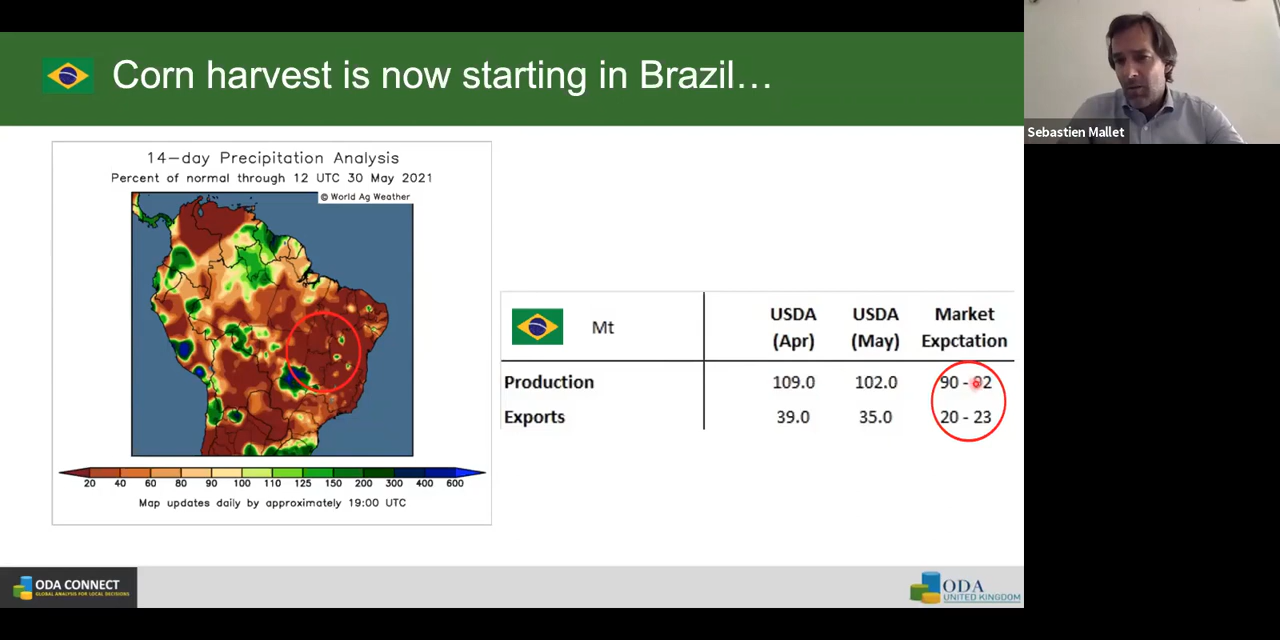 Corn harvest is now starting in Brazil...
Sebastien Mallet
14-day Precipitation Analysis
Percent of normal through 12 UTC 30 May 2021
© World Ag Weather
20 40 60 80 90 100 110 125 150 200 300 400 600
Map updates daily by approximately 19:00 UTC
Mt USDA (Apr) USDA (May) Market Expctation
Production 109.0 102.0 90 - 92
Exports 39.0 35.0 20 - 23
ODA CONNECT
GLOBAL ANALYSIS FOR LOCAL DECISIONS
ODA
UNITED KINGDOM